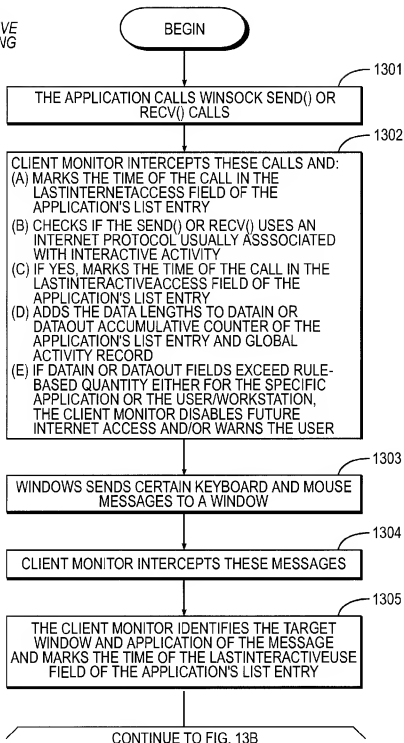 VE
NG
BEGIN
1301
THE APPLICATION CALLS WINSOCK SEND() OR
RECV() CALLS
1302
CLIENT MONITOR INTERCEPTS THESE CALLS AND:
(A) MARKS THE TIME OF THE CALL IN THE
LASTINTERNETACCESS FIELD OF THE
APPLICATION'S LIST ENTRY
(B) CHECKS IF THE SEND() OR RECV() USES AN
INTERNET PROTOCOL USUALLY ASSSOCIATED
WITH INTERACTIVE ACTIVITY
(C) IF YES, MARKS THE TIME OF THE CALL IN THE
LASTINTERACTIVEACCESS FIELD OF THE
APPLICATION'S LIST ENTRY
(D) ADDS THE DATA LENGTHS TO DATAIN OR
DATAOUT ACCUMULATIVE COUNTER OF THE
APPLICATION'S LIST ENTRY AND GLOBAL
ACTIVITY RECORD
(E) IF DATAIN OR DATAOUT FIELDS EXCEED RULE-
BASED QUANTITY EITHER FOR THE SPECIFIC
APPLICATION OR THE USER/WORKSTATION,
THE CLIENT MONITOR DISABLES FUTURE
INTERNET ACCESS AND/OR WARNS THE USER
1303
WINDOWS SENDS CERTAIN KEYBOARD AND MOUSE
MESSAGES TO A WINDOW
1304
CLIENT MONITOR INTERCEPTS THESE MESSAGES
1305
THE CLIENT MONITOR IDENTIFIES THE TARGET
WINDOW AND APPLICATION OF THE MESSAGE
AND MARKS THE TIME OF THE LASTINTERACTIVEUSE
FIELD OF THE APPLICATION'S LIST ENTRY
CONTINUE TO FIG. 13B